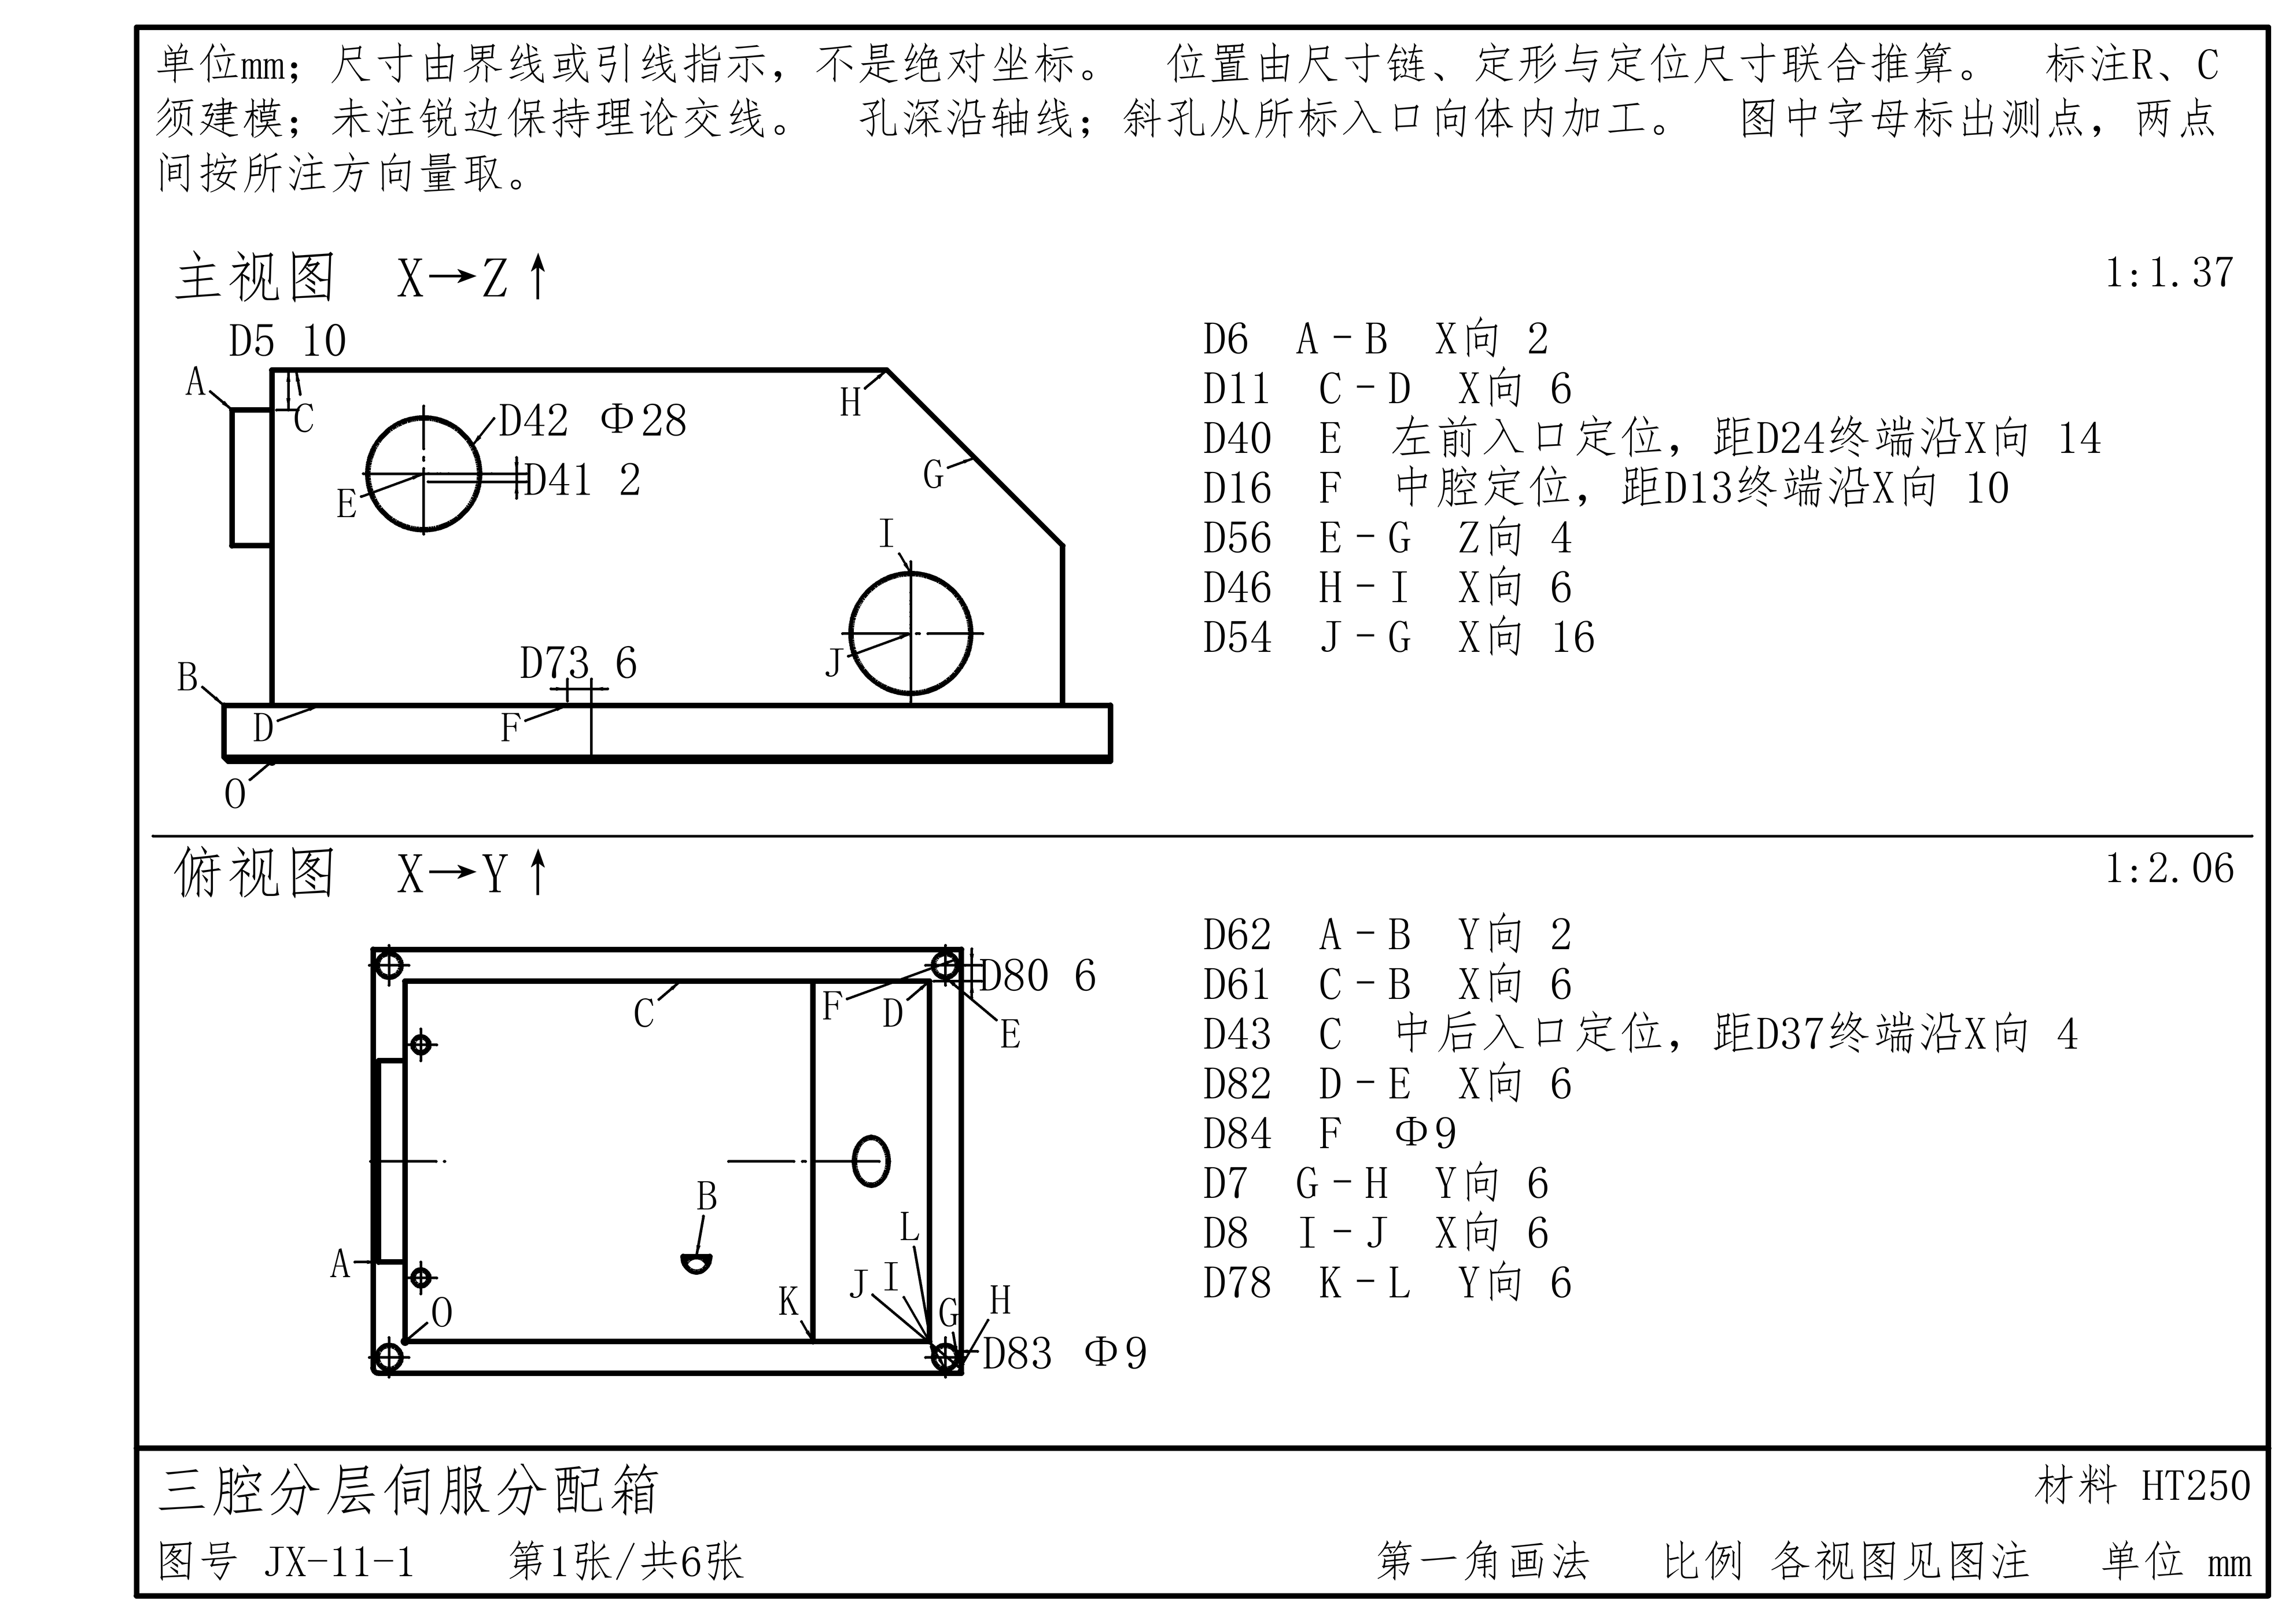 单位mm；尺寸由界线或引线指示，不是绝对坐标。 位置由尺寸链、定形与定位尺寸联合推算。 标注R、C
须建模；未注锐边保持理论交线。 孔深沿轴线；斜孔从所标入口向体内加工。 图中字母标出测点，两点
间按所注方向量取。
主视图 X→Z↑
1:1.37
D5 10
A
C
D42 Φ28
D41 2
E
H
G
I
J
D73 6
B
D
F
O
D6 A-B X向 2
D11 C-D X向 6
D40 E 左前入口定位，距D24终端沿X向 14
D16 F 中腔定位，距D13终端沿X向 10
D56 E-G Z向 4
D46 H-I X向 6
D54 J-G X向 16
俯视图 X→Y↑
1:2.06
C
F
D
D80 6
E
B
A
L
K
J
I
G
H
O
D83 Φ9
D62 A-B Y向 2
D61 C-B X向 6
D43 C 中后入口定位，距D37终端沿X向 4
D82 D-E X向 6
D84 F Φ9
D7 G-H Y向 6
D8 I-J X向 6
D78 K-L Y向 6
三腔分层伺服分配箱
材料 HT250
图号 JX-11-1 第1张/共6张
第一角画法 比例 各视图见图注 单位 mm